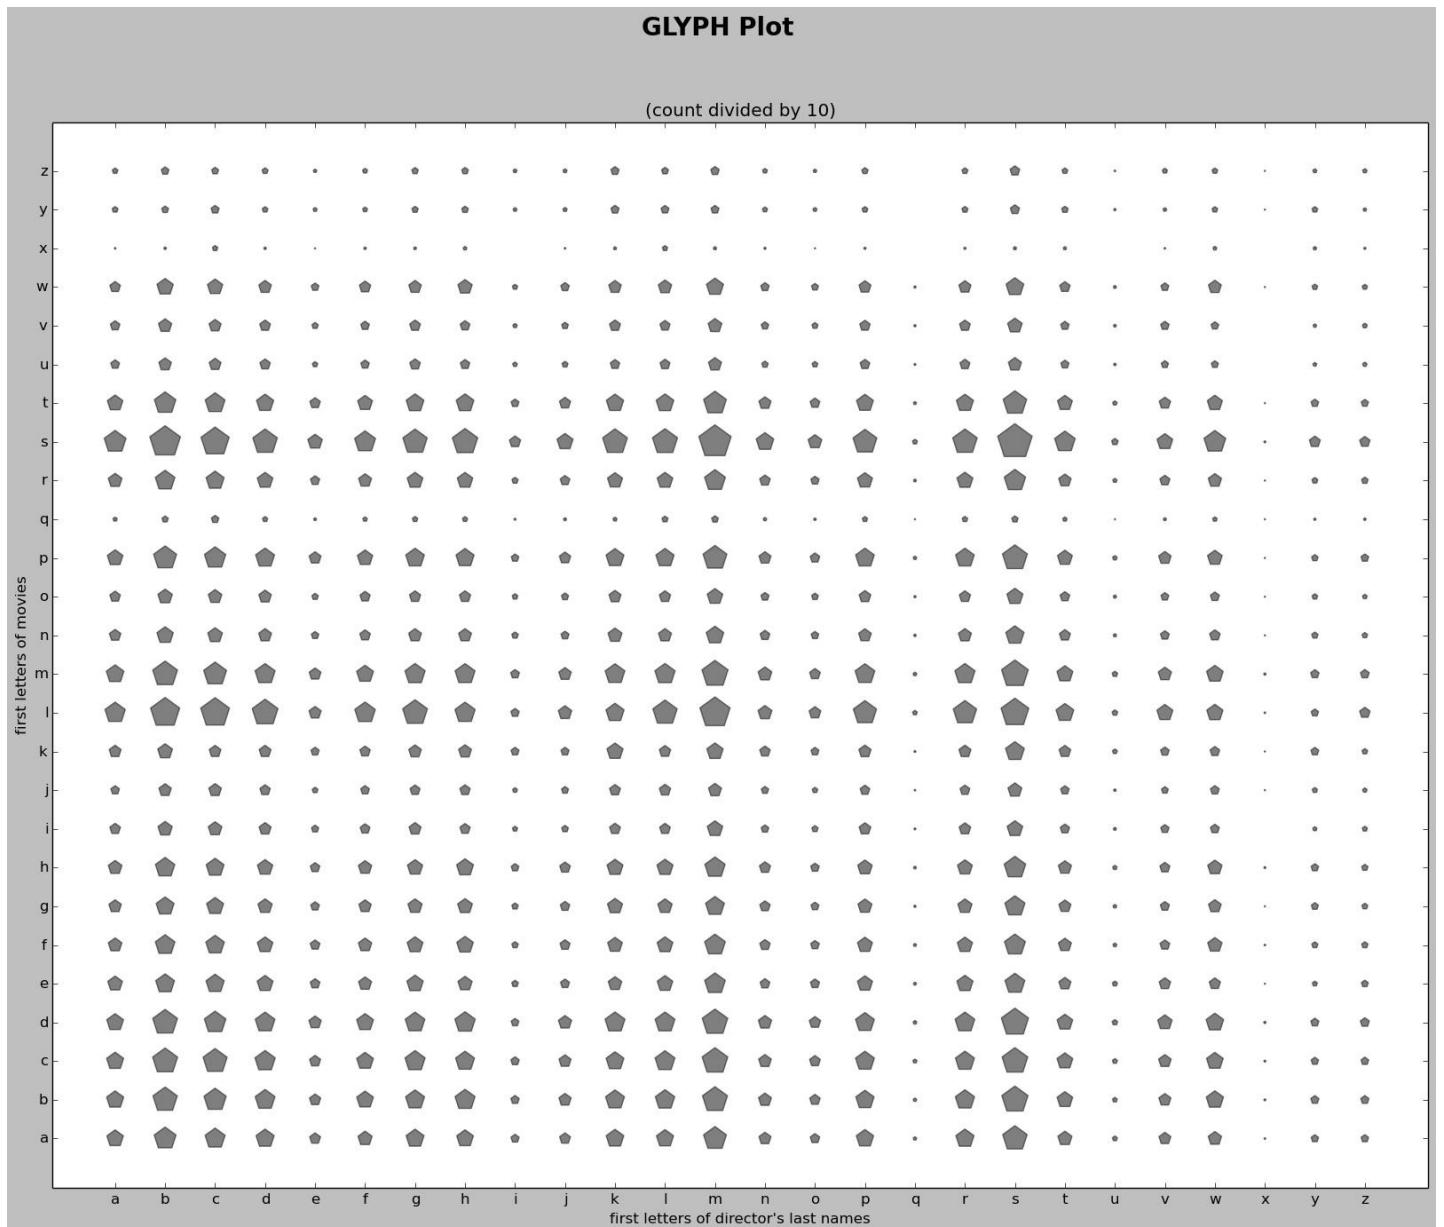 GLYPH Plot
(count divided by 10)
z
y
x
w
v
u
t
s
r
q
p
o
n
m
l
k
j
i
h
g
f
e
d
c
b
a
first letters of movies
a b c d e f g h i j k l m n o p q r s t u v w x y z
first letters of director's last names